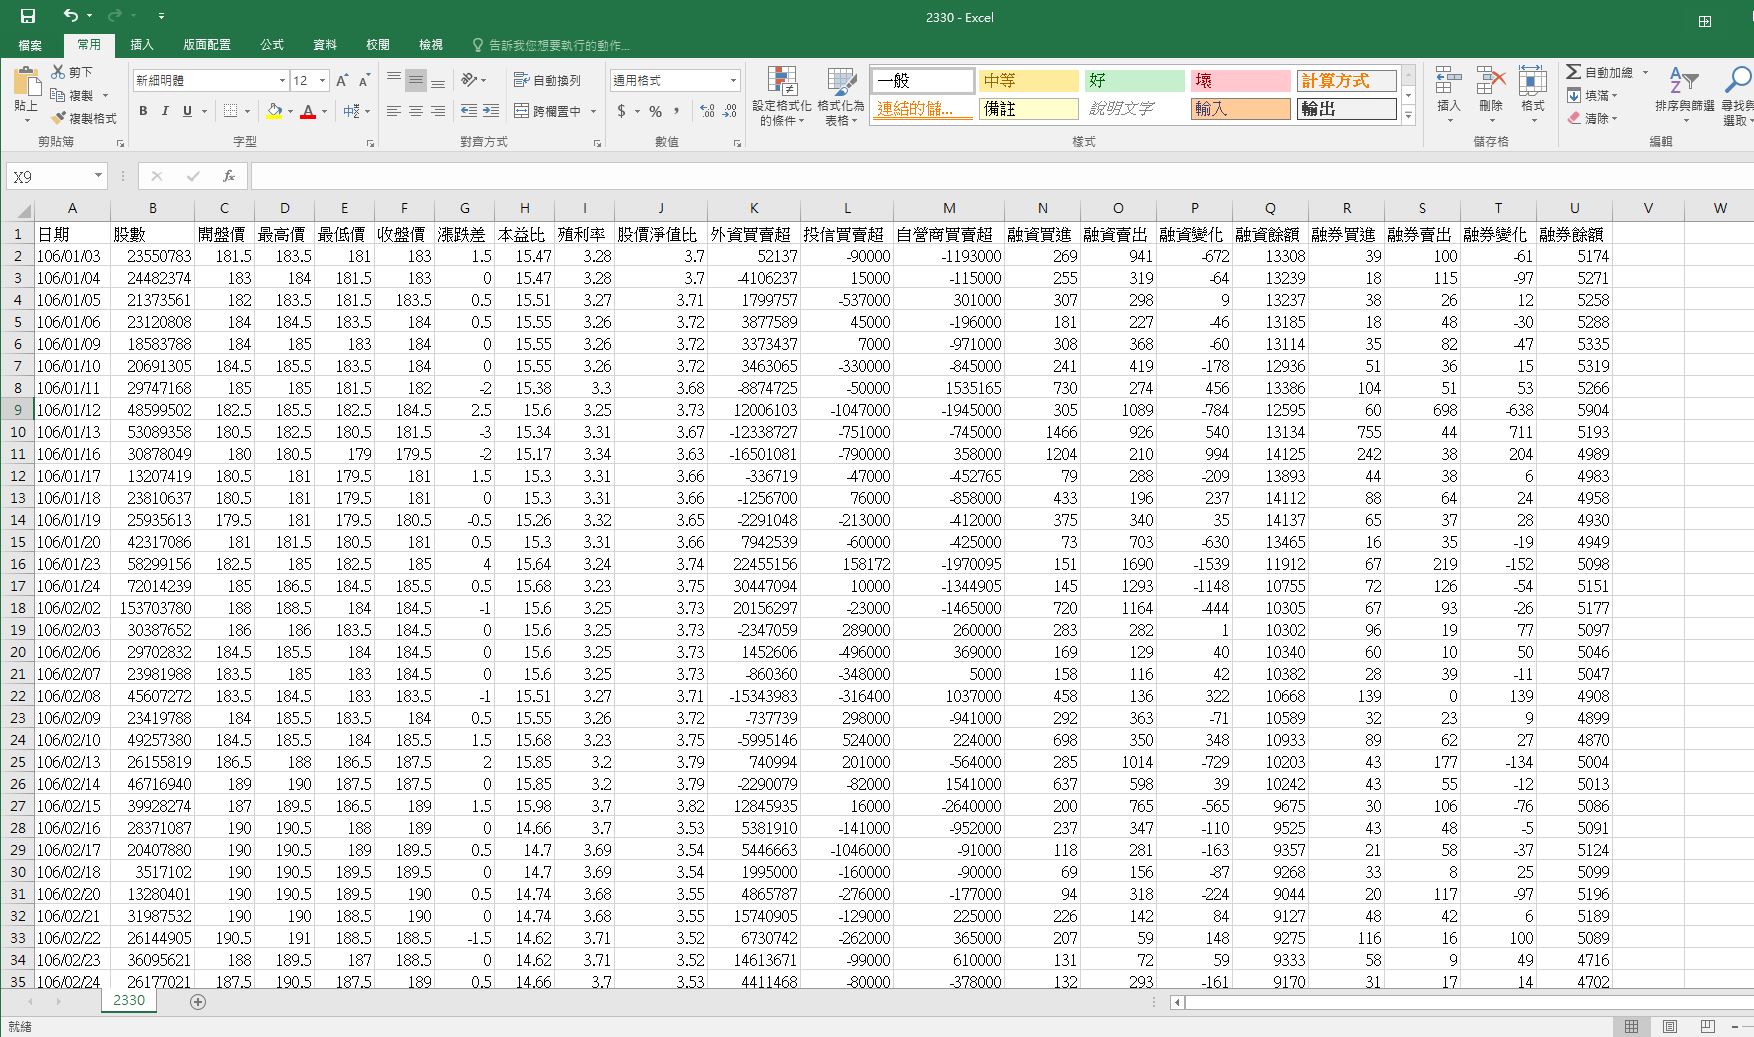 2330 - Excel
檔案 常用 插入 版面配置 公式 資料 校閱 檢視 告訴我您想要執行的動作...
貼上 剪下 複製 複製格式 剪貼簿
新細明體 12 B I U 字型
自動換列 跨欄置中 對齊方式
通用格式 $ % 數值
設定格式化的條件 格式化為表格
一般 中等 好 壞 計算方式
連結的儲... 備註 說明文字 輸入 輸出
樣式
插入 刪除 格式 儲存格
自動加總 填滿 清除 排序與篩選 尋找與選取 編輯
X9 fx
A B C D E F G H I J K L M N O P Q R S T U V W
1 日期 股數 開盤價 最高價 最低價 收盤價 漲跌差 本益比 殖利率 股價淨值比 外資買賣超 投信買賣超 自營商買賣超 融資買進 融資賣出 融資變化 融資餘額 融券買進 融券賣出 融券變化 融券餘額
2 106/01/03 23550783 181.5 183.5 181 183 1.5 15.47 3.28 3.7 52137 -90000 -1193000 269 941 -672 13308 39 100 -61 5174
3 106/01/04 24482374 183 184 181.5 183 0 15.47 3.28 3.7 -4106237 15000 -115000 255 319 -64 13239 18 115 -97 5271
4 106/01/05 21373561 182 183.5 181.5 183.5 0.5 15.51 3.27 3.71 1799757 -537000 301000 307 298 9 13237 38 26 12 5258
5 106/01/06 23120808 184 184.5 183.5 184 0.5 15.55 3.26 3.72 3877589 45000 -196000 181 227 -46 13185 18 48 -30 5288
6 106/01/09 18583788 184 185 183 184 0 15.55 3.26 3.72 3373437 7000 -971000 308 368 -60 13114 35 82 -47 5335
7 106/01/10 20691305 184.5 185.5 183.5 184 0 15.55 3.26 3.72 3463065 -330000 -845000 241 419 -178 12936 51 36 15 5319
8 106/01/11 29747168 185 185 181.5 182 -2 15.38 3.3 3.68 -8874725 -50000 1535165 730 274 456 13386 104 51 53 5266
9 106/01/12 48599502 182.5 185.5 182.5 184.5 2.5 15.6 3.25 3.73 12006103 -1047000 -1945000 305 1089 -784 12595 60 698 -638 5904
10 106/01/13 53089358 180.5 182.5 180.5 181.5 -3 15.34 3.31 3.67 -12338727 -751000 -745000 1466 926 540 13134 755 44 711 5193
11 106/01/16 30878049 180 180.5 179 179.5 -2 15.17 3.34 3.63 -16501081 -790000 358000 1204 210 994 14125 242 38 204 4989
12 106/01/17 13207419 180.5 181 179.5 181 1.5 15.3 3.31 3.66 -336719 -47000 -452765 79 288 -209 13893 44 38 6 4983
13 106/01/18 23810637 180.5 181 179.5 181 0 15.3 3.31 3.66 -1256700 76000 -858000 433 196 237 14112 88 64 24 4958
14 106/01/19 25935613 179.5 181 179.5 180.5 -0.5 15.26 3.32 3.65 -2291048 -213000 -412000 375 340 35 14137 65 37 28 4930
15 106/01/20 42317086 181 181.5 180.5 181 0.5 15.3 3.31 3.66 7942539 -60000 -425000 73 703 -630 13465 16 35 -19 4949
16 106/01/23 58299156 182.5 185 182.5 185 4 15.64 3.24 3.74 22455156 158172 -1970095 151 1690 -1539 11912 67 219 -152 5098
17 106/01/24 72014239 185 186.5 184.5 185.5 0.5 15.68 3.23 3.75 30447094 10000 -1344905 145 1293 -1148 10755 72 126 -54 5151
18 106/02/02 153703780 188 188.5 184 184.5 -1 15.6 3.25 3.73 20156297 -23000 -1465000 720 1164 -444 10305 67 93 -26 5177
19 106/02/03 30387652 186 186 183.5 184.5 0 15.6 3.25 3.73 -2347059 289000 260000 283 282 1 10302 96 19 77 5097
20 106/02/06 29702832 184.5 185.5 184 184.5 0 15.6 3.25 3.73 1452606 -496000 369000 169 129 40 10340 60 10 50 5046
21 106/02/07 23981988 183.5 185 183 184.5 0 15.6 3.25 3.73 -860360 -348000 5000 158 116 42 10382 28 39 -11 5047
22 106/02/08 45607272 183.5 184.5 183 183.5 -1 15.51 3.27 3.71 -15343983 -316400 1037000 458 136 322 10668 139 0 139 4908
23 106/02/09 23419788 184 185.5 183.5 184 0.5 15.55 3.26 3.72 -737739 298000 -941000 292 363 -71 10589 32 23 9 4899
24 106/02/10 49257380 184.5 185.5 184 185.5 1.5 15.68 3.23 3.75 -5995146 524000 224000 698 350 348 10933 89 62 27 4870
25 106/02/13 26155819 186.5 188 186.5 187.5 2 15.85 3.2 3.79 740994 201000 -564000 285 1014 -729 10203 43 177 -134 5004
26 106/02/14 46716940 189 190 187.5 187.5 0 15.85 3.2 3.79 -2290079 -82000 1541000 637 598 39 10242 43 55 -12 5013
27 106/02/15 39928274 187 189.5 186.5 189 1.5 15.98 3.7 3.82 12845935 16000 -2640000 200 765 -565 9675 30 106 -76 5086
28 106/02/16 28371087 190 190.5 188 189 0 14.66 3.7 3.53 5381910 -141000 -952000 237 347 -110 9525 43 48 -5 5091
29 106/02/17 20407880 190 190.5 189 189.5 0.5 14.7 3.69 3.54 5446663 -1046000 -91000 118 281 -163 9357 21 58 -37 5124
30 106/02/18 3517102 190 190.5 189.5 189.5 0 14.7 3.69 3.54 1995000 -160000 -90000 69 156 -87 9268 33 8 25 5099
31 106/02/20 13280401 190 190.5 189.5 190 0.5 14.74 3.68 3.55 4865787 -276000 -177000 94 318 -224 9044 20 117 -97 5196
32 106/02/21 31987532 190 190 188.5 190 0 14.74 3.68 3.55 15740905 -129000 225000 226 142 84 9127 48 42 6 5189
33 106/02/22 26144905 190.5 191 188.5 188.5 -1.5 14.62 3.71 3.52 6730742 -262000 365000 207 59 148 9275 116 16 100 5089
34 106/02/23 36095621 188 189.5 187 188.5 0 14.62 3.71 3.52 14613671 -99000 610000 131 72 59 9333 58 9 49 4716
35 106/02/24 26177021 187.5 190.5 187.5 189 0.5 14.66 3.7 3.53 4411468 -80000 -378000 132 293 -161 9170 31 17 14 4702
2330
就緒